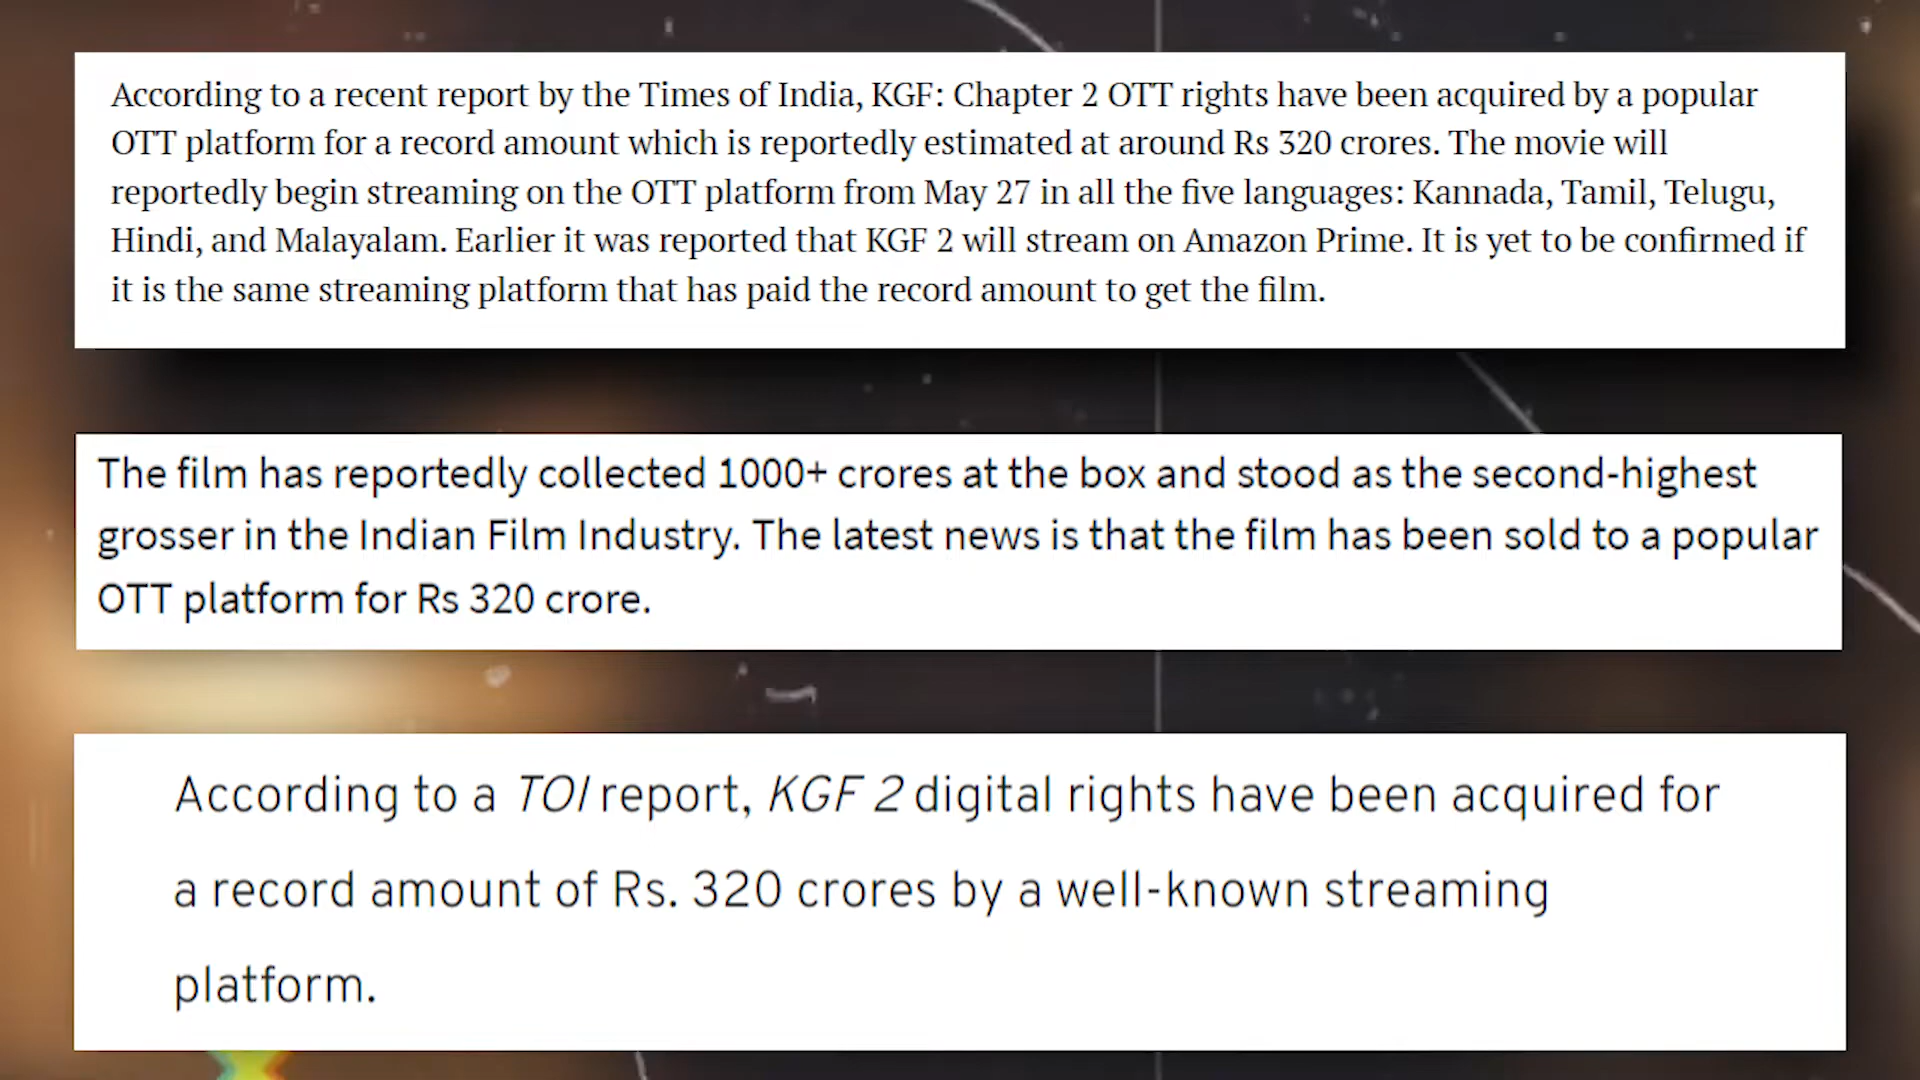 According to a recent report by the Times of India, KGF: Chapter 2 OTT rights have been acquired by a popular
OTT platform for a record amount which is reportedly estimated at around Rs 320 crores. The movie will
reportedly begin streaming on the OTT platform from May 27 in all the five languages: Kannada, Tamil, Telugu,
Hindi, and Malayalam. Earlier it was reported that KGF 2 will stream on Amazon Prime. It is yet to be confirmed if
it is the same streaming platform that has paid the record amount to get the film.
The film has reportedly collected 1000+ crores at the box and stood as the second-highest
grosser in the Indian Film Industry. The latest news is that the film has been sold to a popular
OTT platform for Rs 320 crore.
According to a TOI report, KGF 2 digital rights have been acquired for
a record amount of Rs. 320 crores by a well-known streaming
platform.